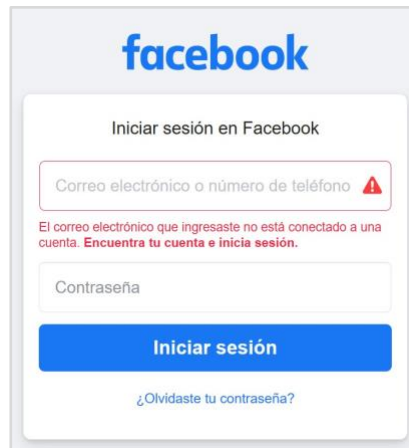 facebook
Iniciar sesión en Facebook
Correo electrónico o número de teléfono
El correo electrónico que ingresaste no está conectado a una
cuenta. Encuentra tu cuenta e inicia sesión.
Contraseña
Iniciar sesión
¿Olvidaste tu contraseña?